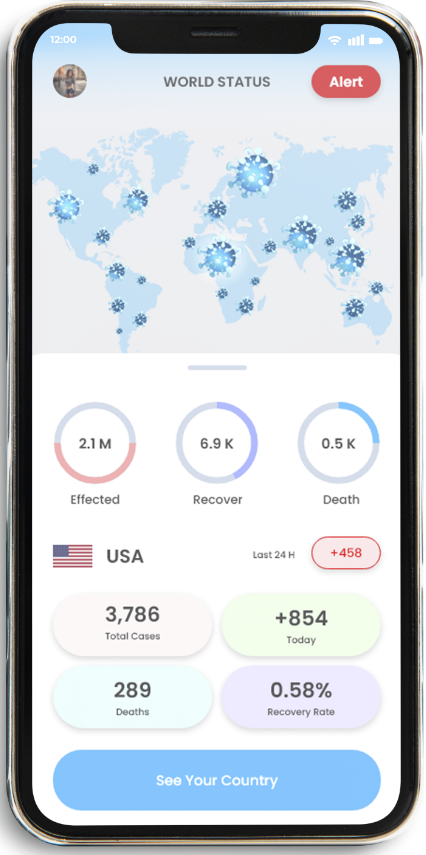 12:00
WORLD STATUS
Alert
2.1 M
6.9 K
0.5 K
Effected
Recover
Death
USA
Last 24 H
+458
3,786
Total Cases
+854
Today
289
Deaths
0.58%
Recovery Rate
See Your Country